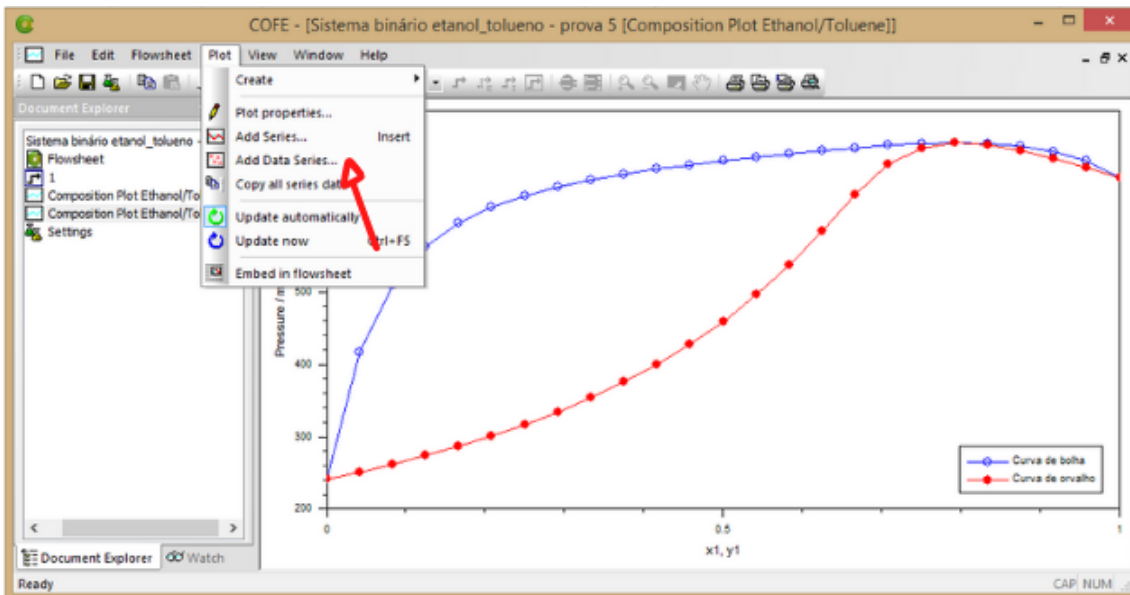 COFE - [Sistema binário etanol_tolueno - prova 5 [Composition Plot Ethanol/Toluene]]
File Edit Flowsheet Plot View Window Help
Document Explorer
Sistema binário etanol_tolueno -
Flowsheet
1
Composition Plot Ethanol/To
Composition Plot Ethanol/To
Settings
Create
Plot properties...
Add Series... Insert
Add Data Series...
Copy all series dat
Update automatically
Update now Ctrl+F5
Embed in flowsheet
Pressure /
500
400
300
200
0 0.5 1
x1, y1
Curva de bolha
Curva de orvalho
Document Explorer Watch
Ready CAP NUM